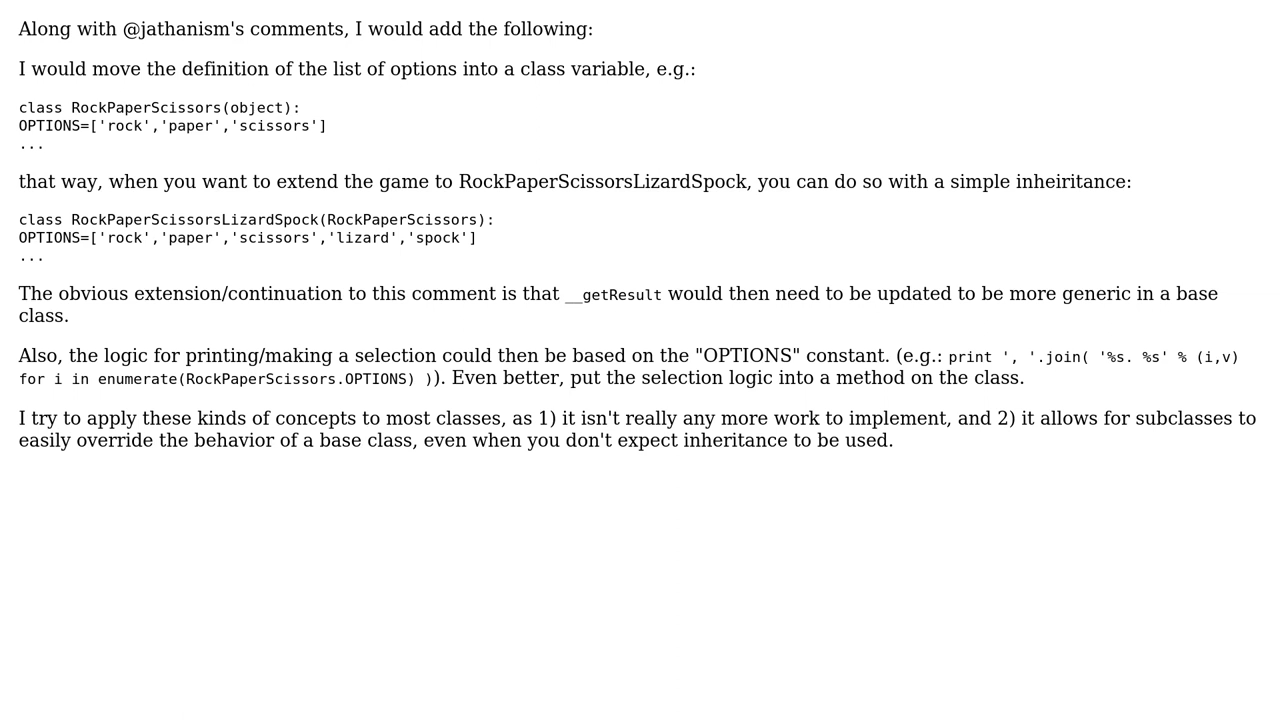 Along with @jathanism's comments, I would add the following:
I would move the definition of the list of options into a class variable, e.g.:
class RockPaperScissors(object):
OPTIONS=['rock','paper','scissors']
...
that way, when you want to extend the game to RockPaperScissorsLizardSpock, you can do so with a simple inheiritance:
class RockPaperScissorsLizardSpock(RockPaperScissors):
OPTIONS=['rock','paper','scissors','lizard','spock']
...
The obvious extension/continuation to this comment is that __getResult would then need to be updated to be more generic in a base
class.
Also, the logic for printing/making a selection could then be based on the "OPTIONS" constant. (e.g.: print ', '.join( '%s. %s' % (i,v)
for i in enumerate(RockPaperScissors.OPTIONS) )). Even better, put the selection logic into a method on the class.
I try to apply these kinds of concepts to most classes, as 1) it isn't really any more work to implement, and 2) it allows for subclasses to
easily override the behavior of a base class, even when you don't expect inheritance to be used.